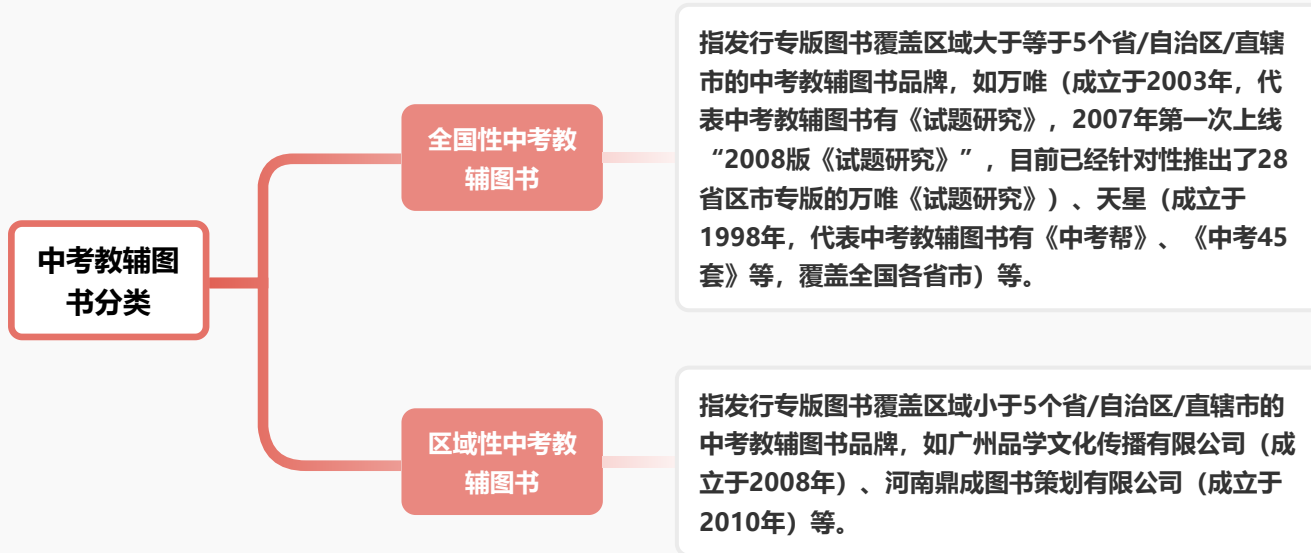 中考教辅图
书分类
全国性中考教
辅图书
指发行专版图书覆盖区域大于等于5个省/自治区/直辖
市的中考教辅图书品牌，如万唯（成立于2003年，代
表中考教辅图书有《试题研究》，2007年第一次上线
“2008版《试题研究》”，目前已经针对性推出了28
省区市专版的万唯《试题研究》）、天星（成立于
1998年，代表中考教辅图书有《中考帮》、《中考45
套》等，覆盖全国各省市）等。
区域性中考教
辅图书
指发行专版图书覆盖区域小于5个省/自治区/直辖市的
中考教辅图书品牌，如广州品学文化传播有限公司（成
立于2008年）、河南鼎成图书策划有限公司（成立于
2010年）等。